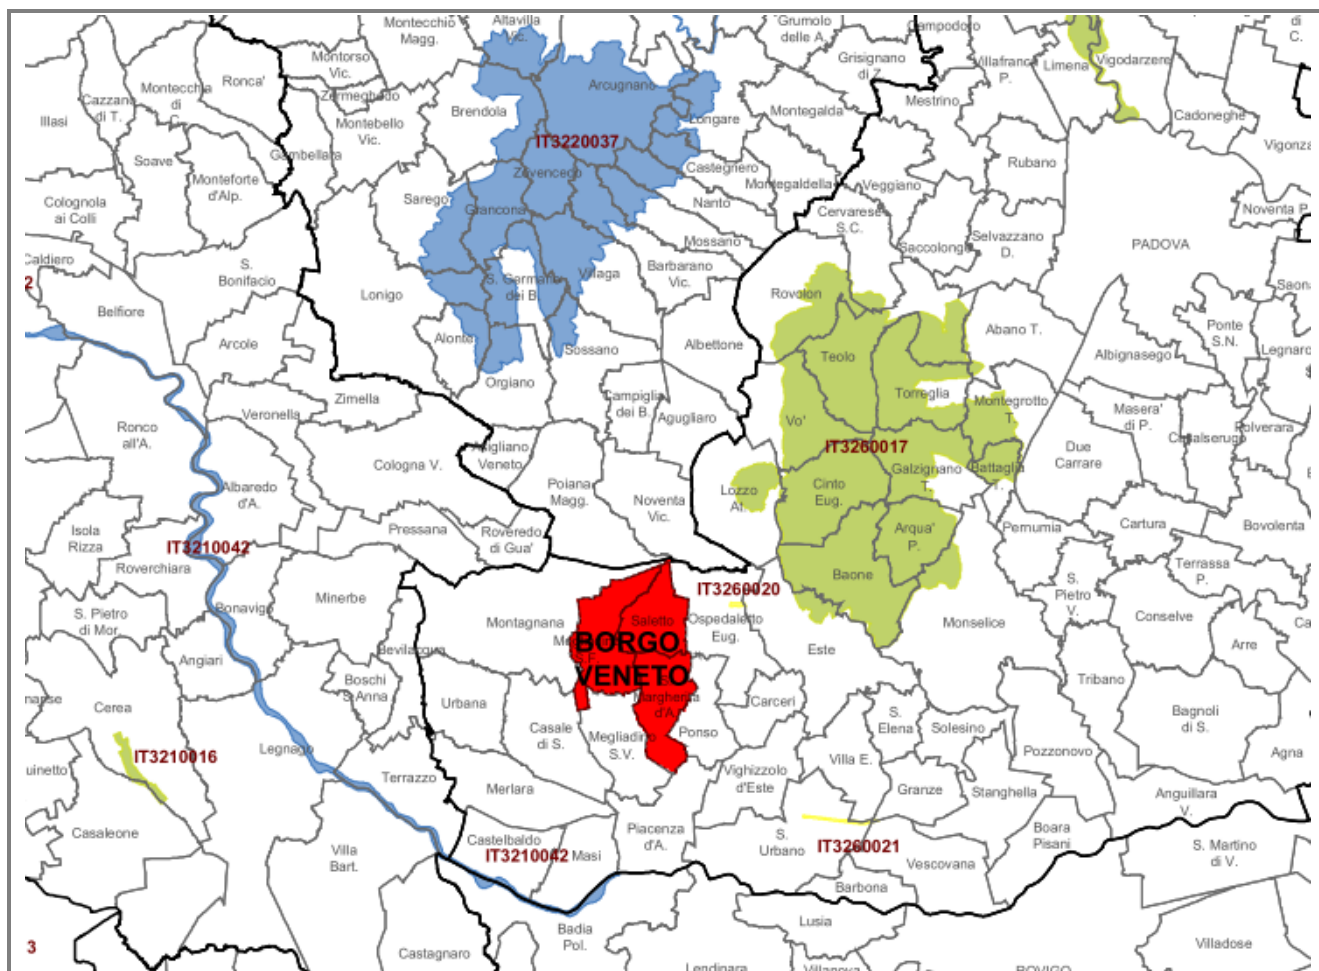 Montecchio
Magg.
Altavilla
Vic.
Grumolo
delle A.
Campodoro
di
C.
Montorso
Vic.
Ronca'
Montecchia
di
C.
Cazzano
di T.
Illasi
Zermeghedo
Brendola
Arcugnano
Grisignano
di Z.
Villafranca
P.
Limena
Vigodarzere
Mestrino
Montegalda
Longare
Cadoneghe
Montebello
Vic.
Gambellara
Soave
IT3220037
Vigonza
Rubano
Castegnero
Zovencedo
Montegaldella
Veggiano
Monteforte
d'Alp.
Sarego
Grancona
Nanto
Colognola
ai Colli
Cervarese
S.C.
Noventa P.
Selvazzano
D.
Saccolongo
PADOVA
Mossano
Caldiero
S.
Bonifacio
2
Lonigo
S. Germano
dei B.
Villaga
Barbarano
Vic.
Rovolon
Saona
Belfiore
Arcole
Alonte
Sossano
Albettone
Teolo
Abano T.
Albignasego
Ponte
S.N.
Legnaro
S
Orgiano
Campiglia
dei B.
Agugliaro
Torreglia
Montegrotto
T.
Zimella
Veronella
Vo'
Masera'
di P.
Casalserugo
Polverara
Ronco
all'A.
Cologna V.
Asigliano
Veneto
IT3260017
Due
Carrare
Galzignano
T.
Battaglia
T.
Albaredo
d'A.
Poiana
Magg.
Noventa
Vic.
Lozzo
At.
Cinto
Eug.
Isola
Rizza
Pressana
Roveredo
di Gua'
Arqua'
P.
Pernumia
Cartura
Bovolenta
IT3210042
Roverchiara
Baone
Terrassa
P.
S.
Pietro
V.
Minerbe
IT3260020
S. Pietro
di Mor.
Bonavigo
Montagnana
Saletto
Ospedaletto
Eug.
Monselice
Conselve
Arre
BORGO
VENETO
Este
Angiari
Bevilacqua
Boschi
S.Anna
S.
Margherita
d'A.
Tribano
Cerea
Urbana
Casale
di S.
Megliadino
S.V.
Ponso
Carceri
S.
Elena
Solesino
Bagnoli
di S.
Agna
IT3210016
Legnago
Terrazzo
Pozzonovo
Villa E.
Vighizzolo
d'Este
Merlara
Granze
Stanghella
Anguillara
V.
Casaleone
Villa
Bart.
Castelbaldo
IT3210042
Masi
Piacenza
d'A.
S.
Urbano
IT3260021
Boara
Pisani
S. Martino
di V.
Vescovana
Barbona
Lusia
Badia
Pol.
3
Castagnaro
Villadose
Lendinara
Villanova
ROVIGO